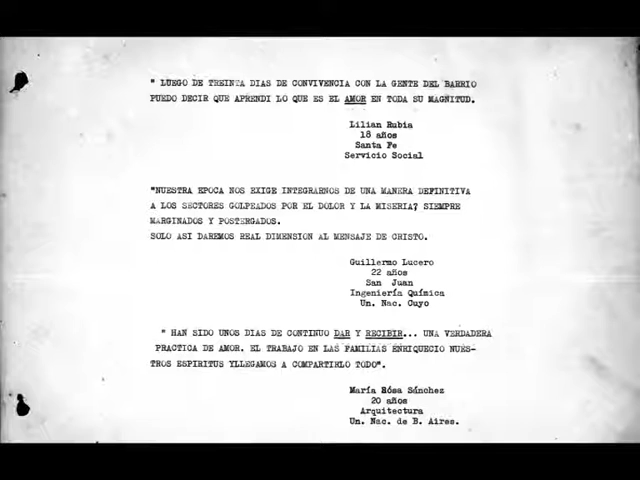 " LUEGO DE TREINTA DIAS DE CONVIVENCIA CON LA GENTE DEL BARRIO
PUEDO DECIR QUE APRENDI LO QUE ES EL AMOR EN TODA SU MAGNITUD.
Lilian Rubia
18 años
Santa Fe
Servicio Social
"NUESTRA EPOCA NOS EXIGE INTEGRARNOS DE UNA MANERA DEFINITIVA
A LOS SECTORES GOLPEADOS POR EL DOLOR Y LA MISERIA? SIEMPRE
MARGINADOS Y POSTERGADOS.
SOLO ASI DAREMOS REAL DIMENSION AL MENSAJE DE CRISTO.
Guillermo Lucero
22 años
San Juan
Ingeniería Química
Un. Nac. Cuyo
" HAN SIDO UNOS DIAS DE CONTINUO DAR Y RECIBIR... UNA VERDADERA
PRACTICA DE AMOR. EL TRABAJO EN LAS FAMILIAS ENRIQUECIO NUES-
TROS ESPIRITUS YLLEGAMOS A COMPARTIRLO TODO".
María Rósa Sánchez
20 años
Arquitectura
Un. Nac. de B. Aires.